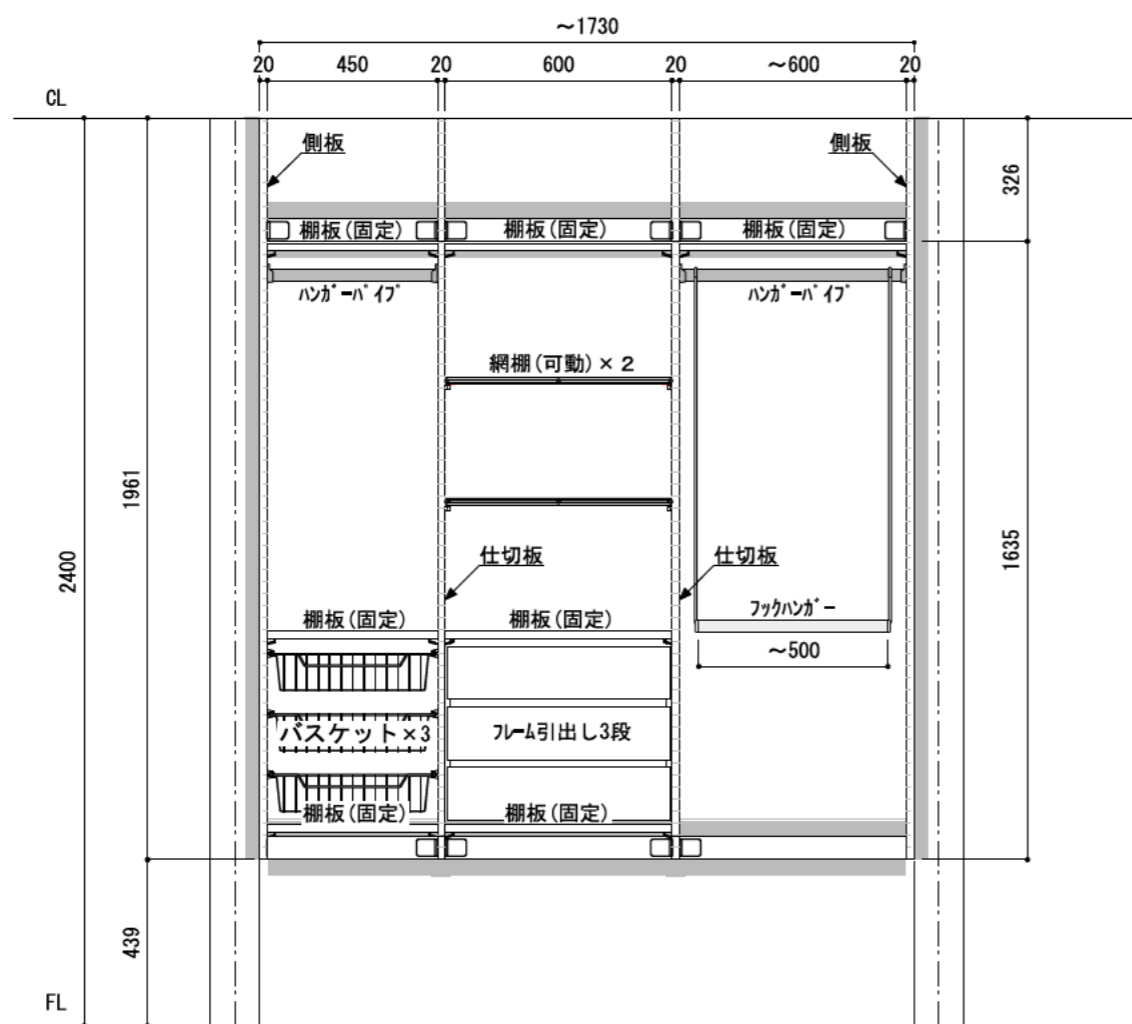 ～1730
20 450 20 600 20 ～600 20
CL
側板 側板
326
棚板(固定) 棚板(固定) 棚板(固定)
ﾊﾝｶﾞｰﾊﾟｲﾌﾟ ﾊﾝｶﾞｰﾊﾟｲﾌﾟ
網棚(可動)×２
1961
2400
1635
仕切板 仕切板
ﾌｯｸﾊﾝｶﾞｰ
棚板(固定) 棚板(固定)
～500
バスケット×3 ﾌﾚｰﾑ引出し3段
棚板(固定) 棚板(固定)
439
FL